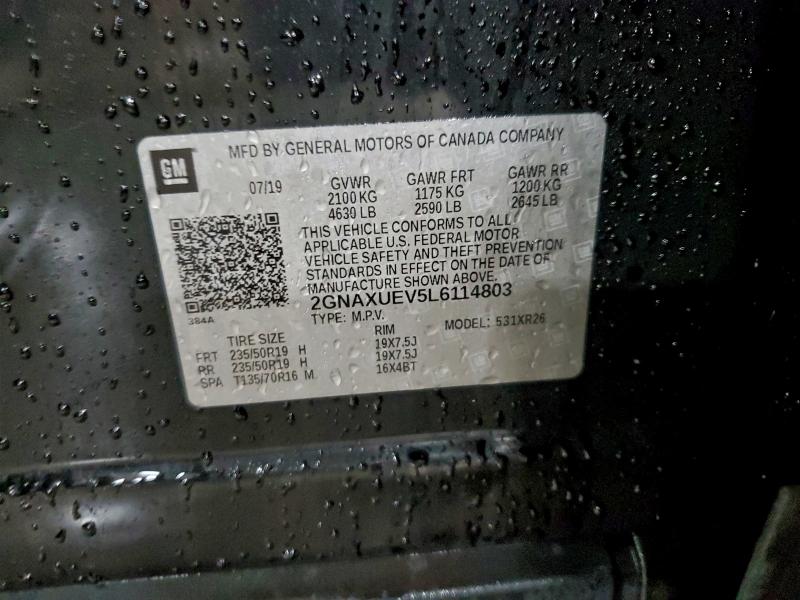 MFD BY GENERAL MOTORS OF CANADA COMPANY
GM
07/19 GVWR GAWR FRT GAWR RR
2100 KG 1175 KG 1200 KG
4639 LB 2590 LB 2645 LB
THIS VEHICLE CONFORMS TO ALL
APPLICABLE U.S. FEDERAL MOTOR
VEHICLE SAFETY AND THEFT PREVENTION
STANDARDS IN EFFECT ON THE DATE OF
MANUFACTURE SHOWN ABOVE.
2GNAXUEV5L6114803
384A
TYPE: M.P.V. MODEL: 531XR26
TIRE SIZE RIM
FRT 235/50R19 H 19X7.5J
RR 235/50R19 H 19X7.5J
SPA T135/70R16 M 16X4BT